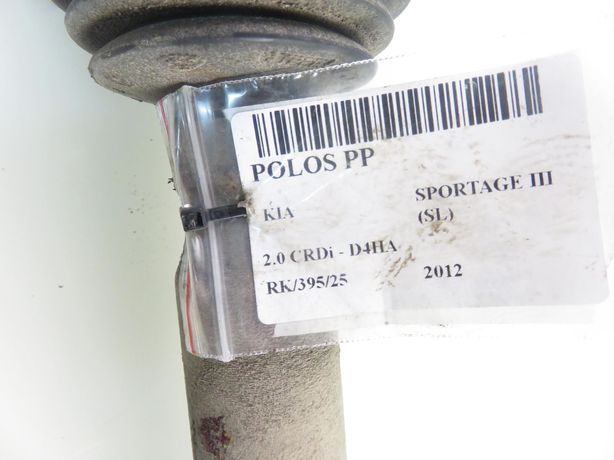 POLOS PP
KIA SPORTAGE III
(SL)
2.0 CRDi - D4HA
RK/395/25 2012